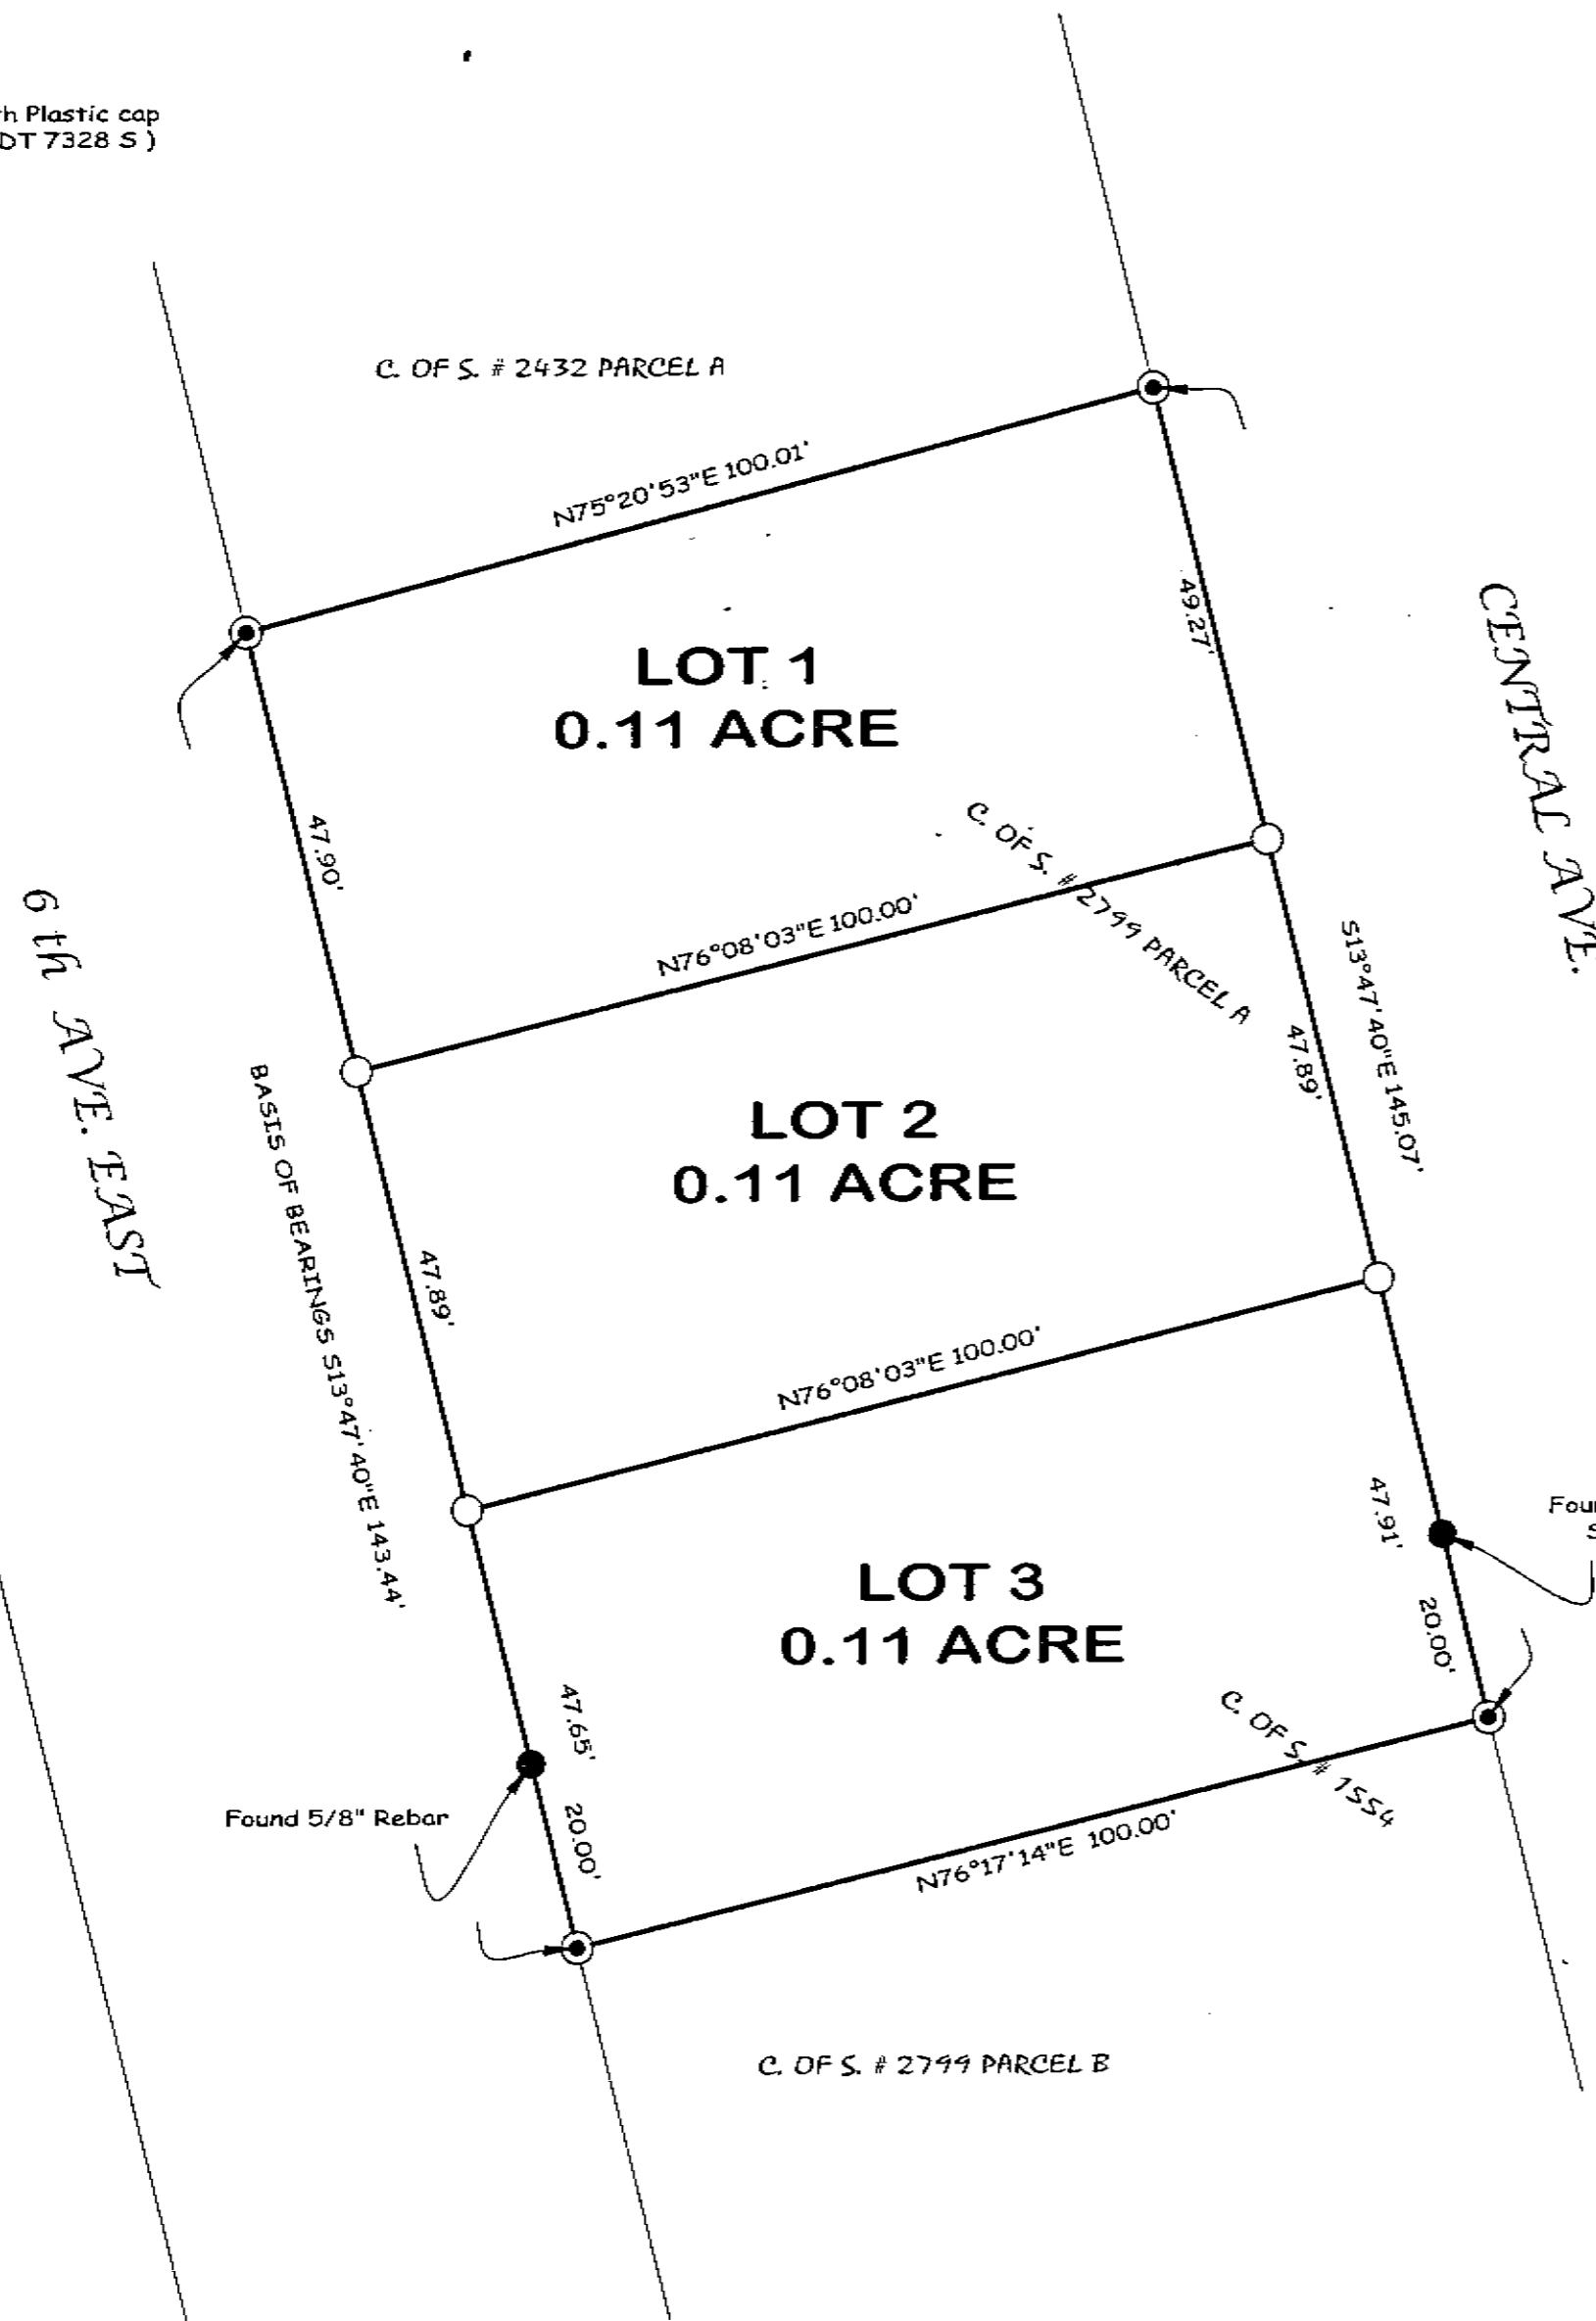 h Plastic cap
DT 7328 S )
C. OF S. # 2432 PARCEL A
N75°20'53"E 100.01'
49.27'
CENTRAL AVE.
LOT 1
0.11 ACRE
47.90'
C. OF S. # 2799 PARCEL A
6 th AVE. EAST
N76°08'03"E 100.00'
S13°47'40"E 145.07'
47.89'
BASIS OF BEARINGS S13°47'40"E 143.44'
LOT 2
0.11 ACRE
47.89'
N76°08'03"E 100.00'
47.91'
Foun
LOT 3
0.11 ACRE
20.00'
47.65'
C. OF S. # 1554
Found 5/8" Rebar
20.00'
N76°17'14"E 100.00'
C. OF S. # 2799 PARCEL B